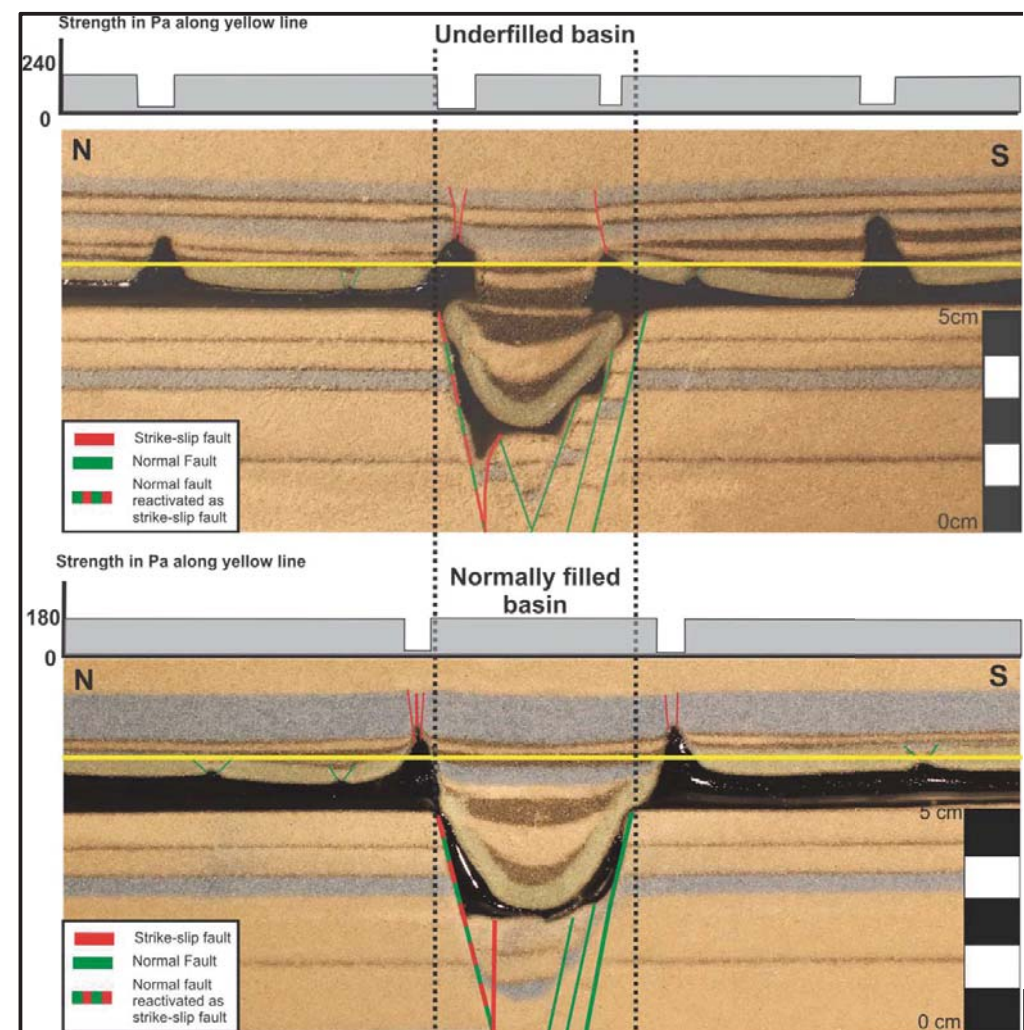 Strength in Pa along yellow line
Underfilled basin
240
0
N
S
5cm
Strike-slip fault
Normal Fault
Normal fault
reactivated as
strike-slip fault
0cm
Strength in Pa along yellow line
Normally filled
basin
180
0
N
S
5 cm
Strike-slip fault
Normal Fault
Normal fault
reactivated as
strike-slip fault
0 cm